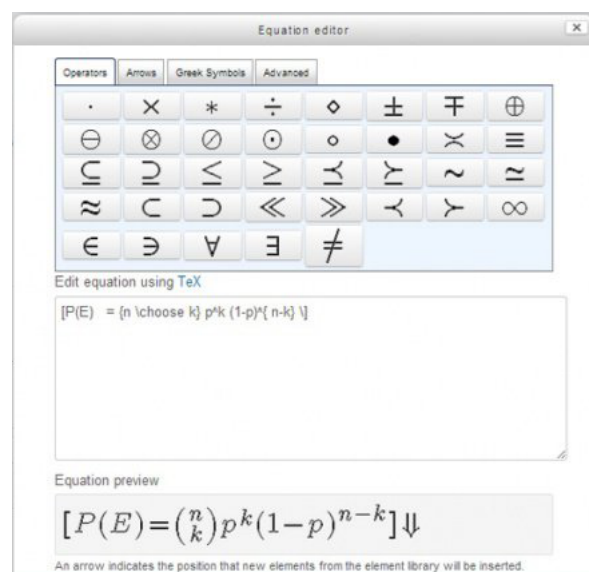 Equation editor ×
Operators Arrows Greek Symbols Advanced
· × ∗ ÷ ⋄ ± ∓ ⊕
⊖ ⊗ ⊘ ⊙ ∘ • ≍ ≡
⊆ ⊇ ≤ ≥ ⪯ ⪰ ∼ ≃
≈ ⊂ ⊃ ≪ ≫ ≺ ≻ ∞
∈ ∋ ∀ ∃ ≠
Edit equation using TeX
[P(E) = {n \choose k} p^k (1-p)^{ n-k} \]
Equation preview
[P(E)=(n k)p^k(1−p)^{n−k}]⇓
An arrow indicates the position that new elements from the element library will be inserted.